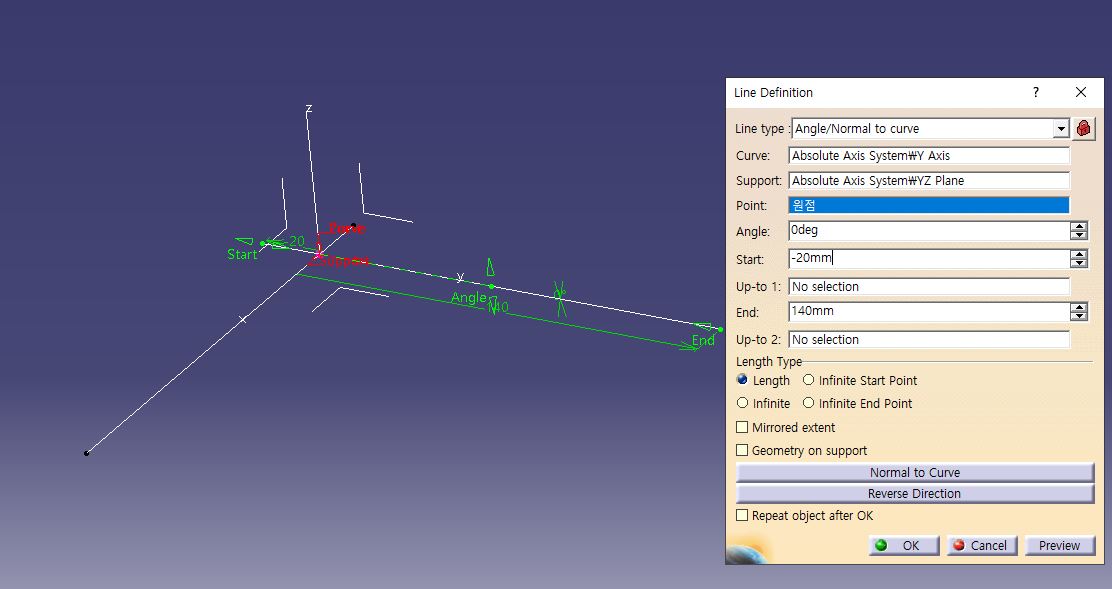 Line Definition
?
Line type :
Angle/Normal to curve
Curve:
Absolute Axis System₩Y Axis
Support:
Absolute Axis System₩YZ Plane
Point:
원점
Angle:
0deg
Start:
-20mm
Up-to 1:
No selection
End:
140mm
Up-to 2:
No selection
Length Type
Length
Infinite Start Point
Infinite
Infinite End Point
Mirrored extent
Geometry on support
Normal to Curve
Reverse Direction
Repeat object after OK
OK
Cancel
Preview
z
-20
Start
y
Angle
140
End
x